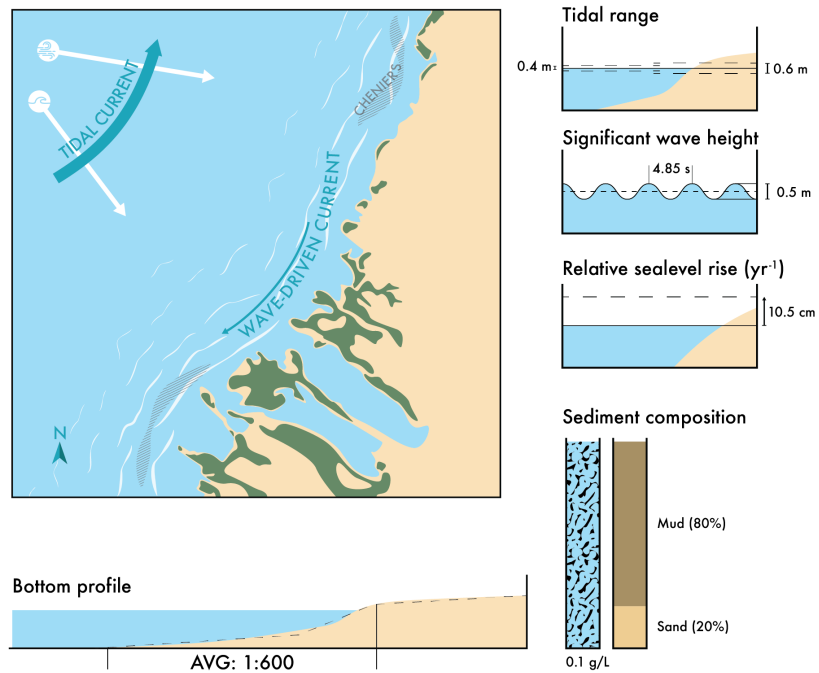 TIDAL CURRENT
CHENIERS
WAVE-DRIVEN CURRENT
N
Tidal range
0.4 m
0.6 m
Significant wave height
4.85 s
0.5 m
Relative sealevel rise (yr⁻¹)
10.5 cm
Sediment composition
Mud (80%)
Sand (20%)
0.1 g/L
Bottom profile
AVG: 1:600